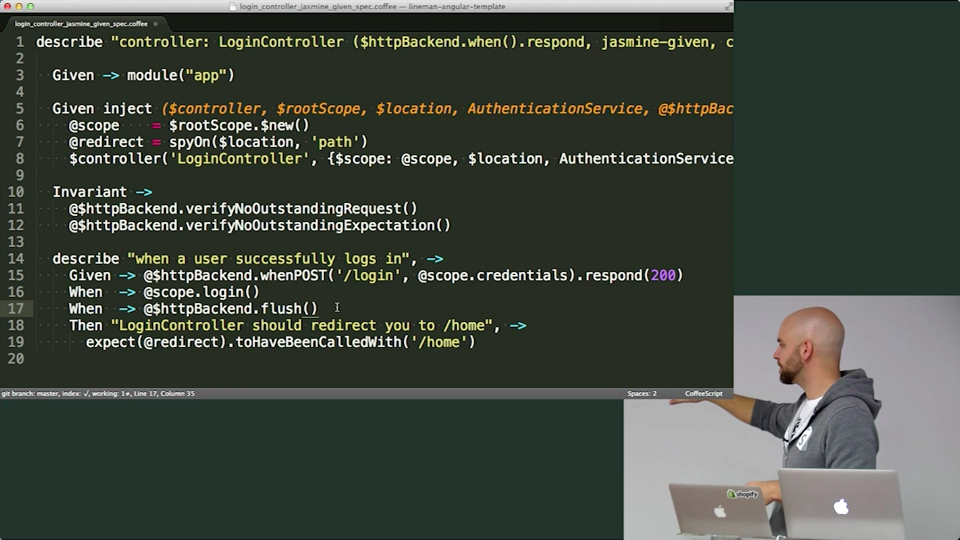 login_controller_jasmine_given_spec.coffee — lineman-angular-template
login_controller_jasmine_given_spec.coffee ×
1 describe "controller: LoginController ($httpBackend.when().respond, jasmine-given, c
2
3 Given -> module("app")
4
5 Given inject ($controller, $rootScope, $location, AuthenticationService, @$httpBac
6 @scope = $rootScope.$new()
7 @redirect = spyOn($location, 'path')
8 $controller('LoginController', {$scope: @scope, $location, AuthenticationService
9
10 Invariant ->
11 @$httpBackend.verifyNoOutstandingRequest()
12 @$httpBackend.verifyNoOutstandingExpectation()
13
14 describe "when a user successfully logs in", ->
15 Given -> @$httpBackend.whenPOST('/login', @scope.credentials).respond(200)
16 When -> @scope.login()
17 When -> @$httpBackend.flush()
18 Then "LoginController should redirect you to /home", ->
19 expect(@redirect).toHaveBeenCalledWith('/home')
20
git branch: master, index: ✓, working: 1≠, Line 17, Column 35 Spaces: 2 CoffeeScript
shopify